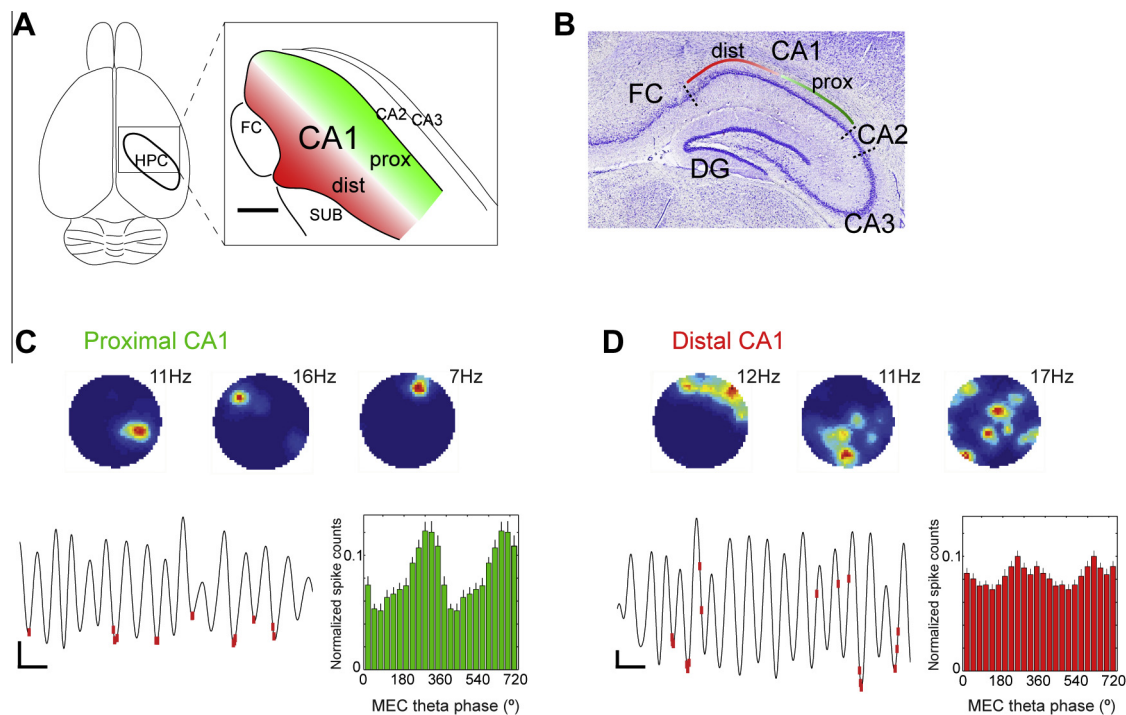 A
HPC
FC
CA1
CA2
CA3
prox
dist
SUB
B
dist
CA1
prox
FC
CA2
DG
CA3
C
Proximal CA1
11Hz
16Hz
7Hz
Normalized spike counts
0.1
0
0 180 360 540 720
MEC theta phase (º)
D
Distal CA1
12Hz
11Hz
17Hz
Normalized spike counts
0.1
0
0 180 360 540 720
MEC theta phase (º)